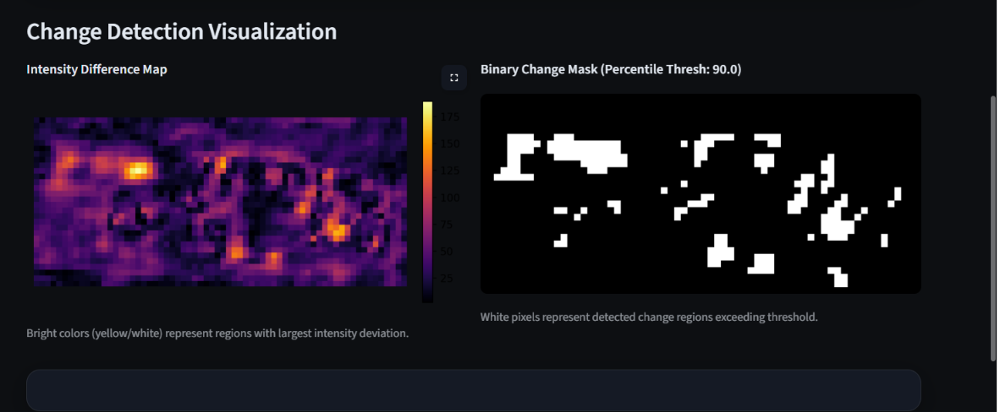 Change Detection Visualization
Intensity Difference Map
Binary Change Mask (Percentile Thresh: 90.0)
175
150
125
100
75
50
25
White pixels represent detected change regions exceeding threshold.
Bright colors (yellow/white) represent regions with largest intensity deviation.